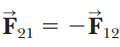 F⃗₂₁ = −F⃗₁₂